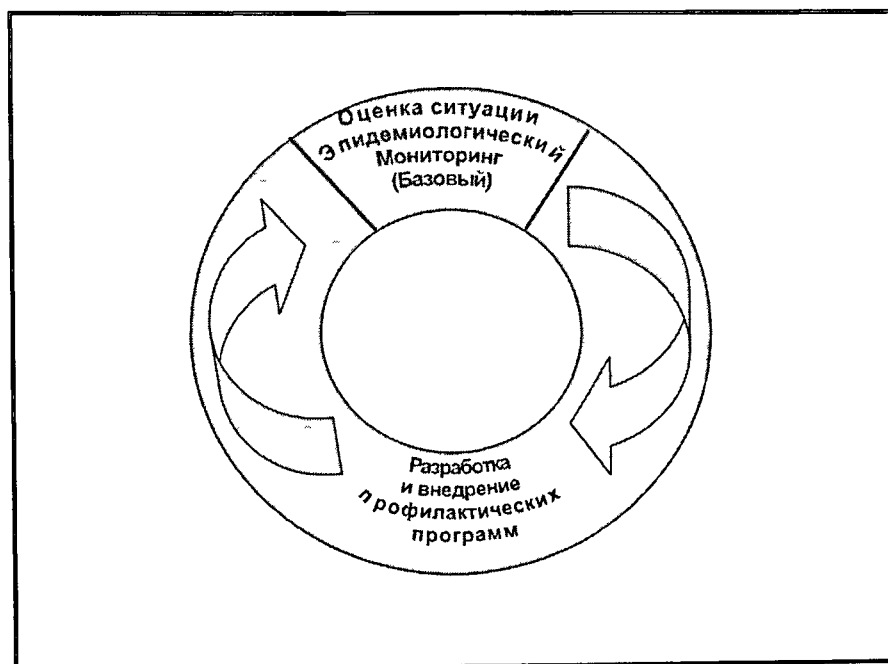 Оценка ситуации
Эпидемиологический
Мониторинг
(Базовый)
Разработка
и внедрение
профилактических
программ